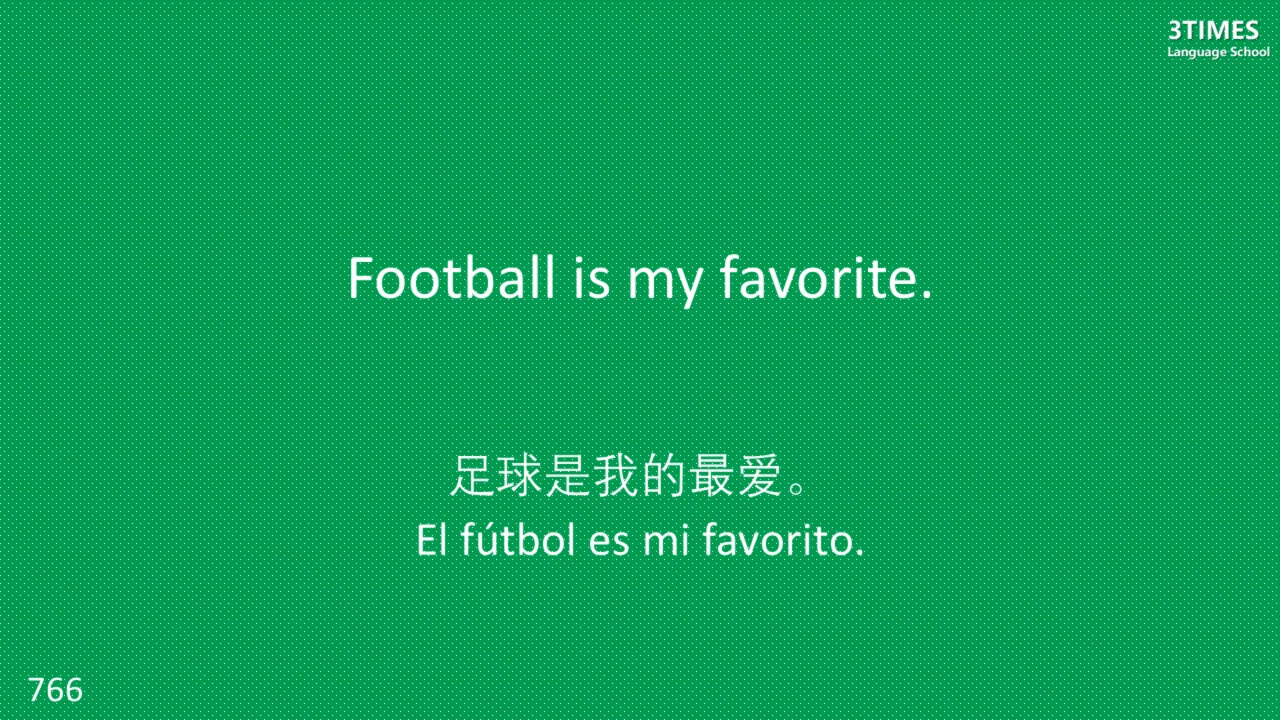 3TIMES
Language School
Football is my favorite.
足球是我的最爱。
El fútbol es mi favorito.
766